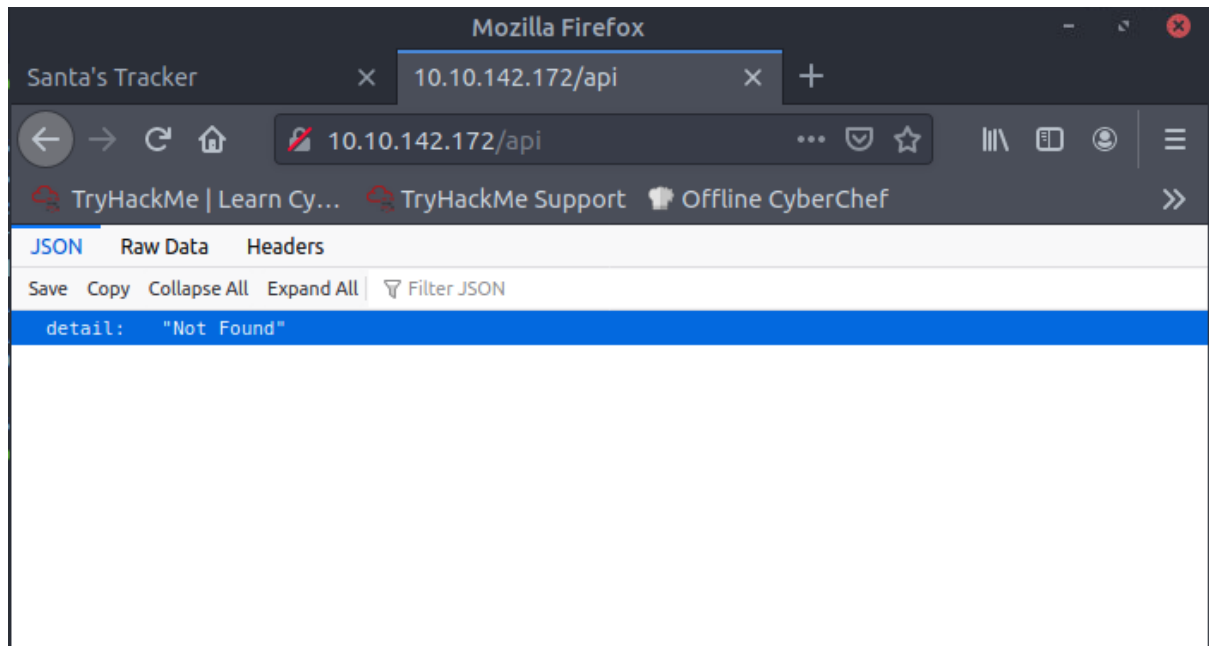 Mozilla Firefox
Santa's Tracker 10.10.142.172/api
10.10.142.172/api
TryHackMe | Learn Cy... TryHackMe Support Offline CyberChef
JSON Raw Data Headers
Save Copy Collapse All Expand All Filter JSON
detail: "Not Found"